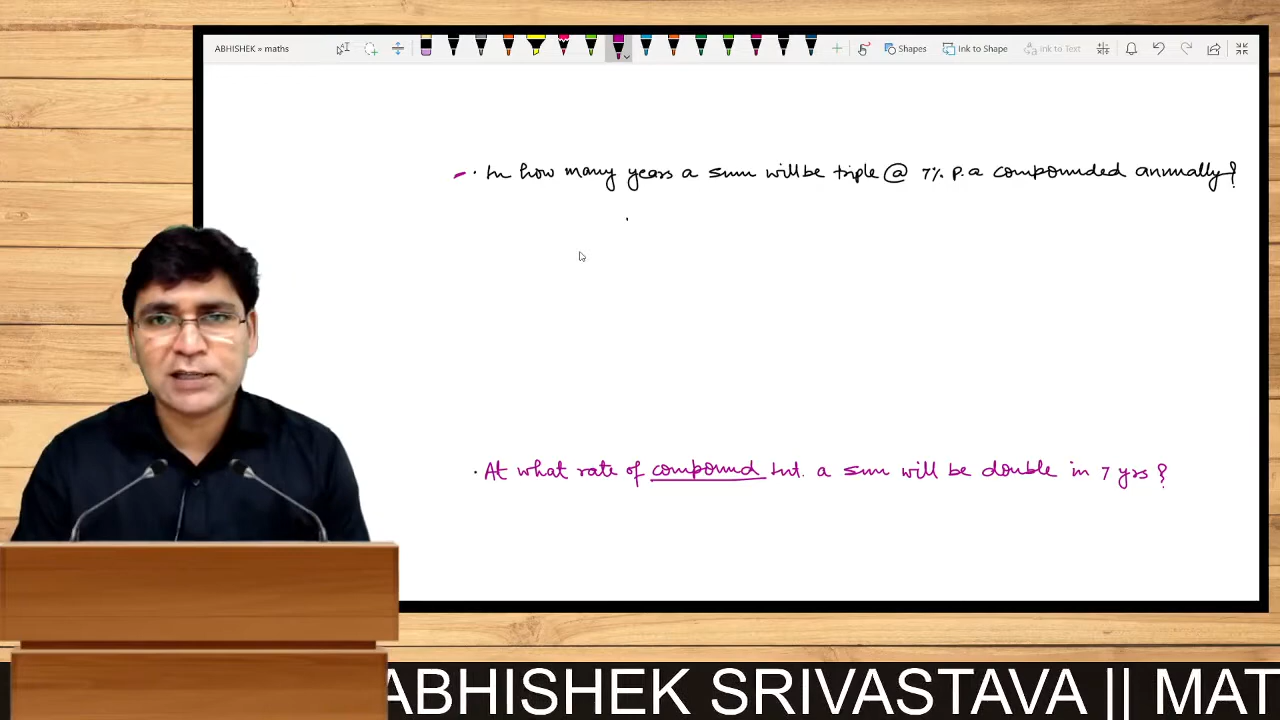 ABHISHEK » maths
Shapes
Ink to Shape
Ink to Text
In how many years a sum will be triple @ 7% p.a compounded annually?
At what rate of compound Int. a sum will be double in 7 yrs?
ABHISHEK SRIVASTAVA || MAT